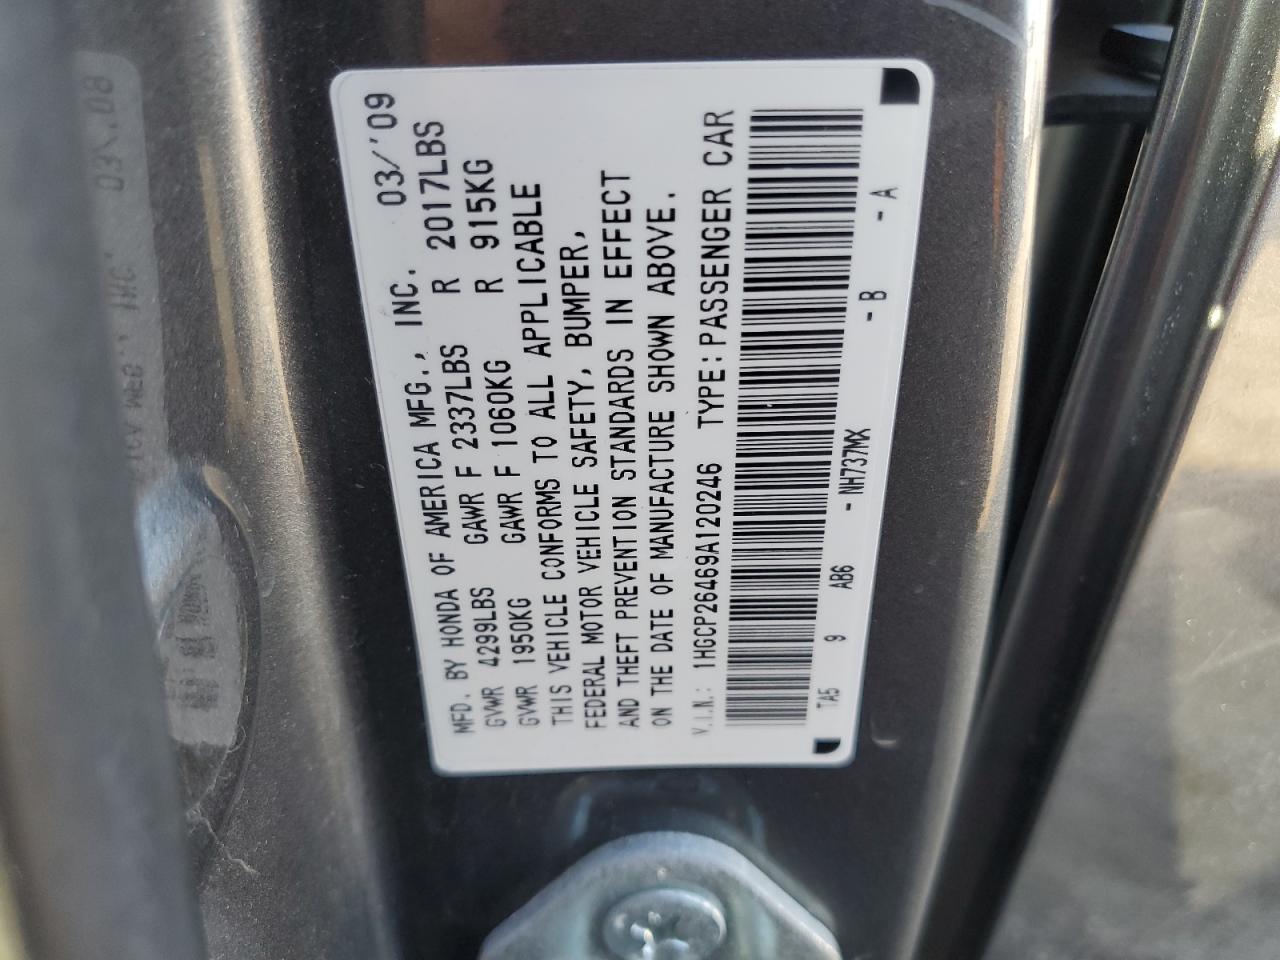 MFD. BY HONDA OF AMERICA MFG., INC. 03/'09
GVWR 4299LBS GAWR F 2337LBS R 2017LBS
GVWR 1950KG GAWR F 1060KG R 915KG
THIS VEHICLE CONFORMS TO ALL APPLICABLE
FEDERAL MOTOR VEHICLE SAFETY, BUMPER,
AND THEFT PREVENTION STANDARDS IN EFFECT
ON THE DATE OF MANUFACTURE SHOWN ABOVE.
V.I.N.: 1HGCP26469A120246 TYPE:PASSENGER CAR
TA5 9 AB6 - NH737MX - B - A